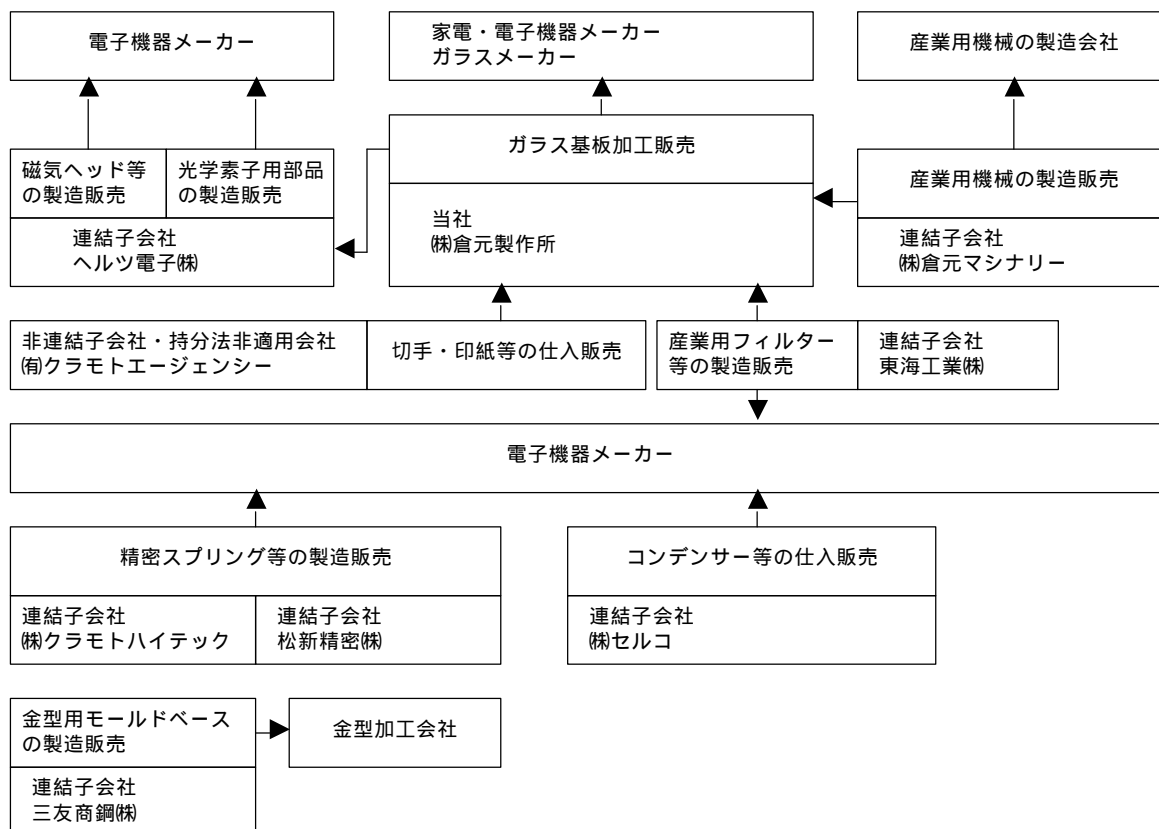 電子機器メーカー
家電・電子機器メーカー
ガラスメーカー
産業用機械の製造会社
磁気ヘッド等
の製造販売
光学素子用部品
の製造販売
連結子会社
ヘルツ電子㈱
ガラス基板加工販売
当社
㈱倉元製作所
産業用機械の製造販売
連結子会社
㈱倉元マシナリー
非連結子会社・持分法非適用会社
㈲クラモトエージェンシー
切手・印紙等の仕入販売
産業用フィルター
等の製造販売
連結子会社
東海工業㈱
電子機器メーカー
精密スプリング等の製造販売
連結子会社
㈱クラモトハイテック
連結子会社
松新精密㈱
コンデンサー等の仕入販売
連結子会社
㈱セルコ
金型用モールドベース
の製造販売
連結子会社
三友商鋼㈱
金型加工会社